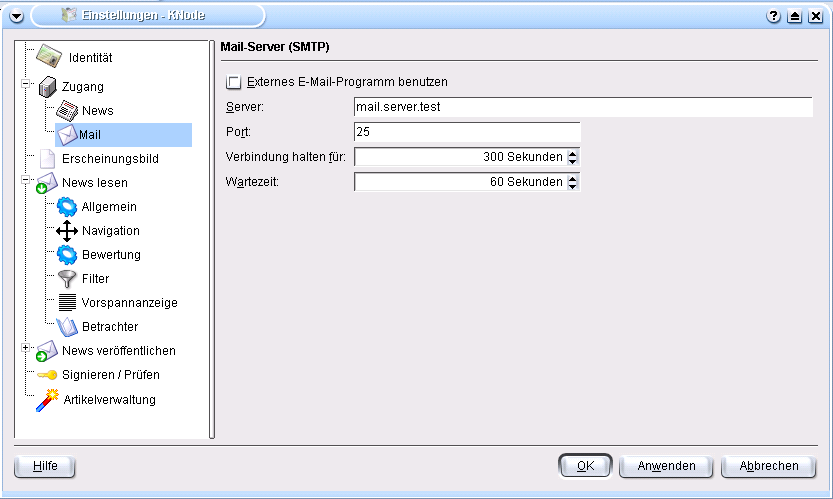 Einstellungen - KNode
Identität
Zugang
News
Mail
Erscheinungsbild
News lesen
Allgemein
Navigation
Bewertung
Filter
Vorspannanzeige
Betrachter
News veröffentlichen
Signieren / Prüfen
Artikelverwaltung
Mail-Server (SMTP)
Externes E-Mail-Programm benutzen
Server: mail.server.test
Port: 25
Verbindung halten für: 300 Sekunden
Wartezeit: 60 Sekunden
Hilfe OK Anwenden Abbrechen